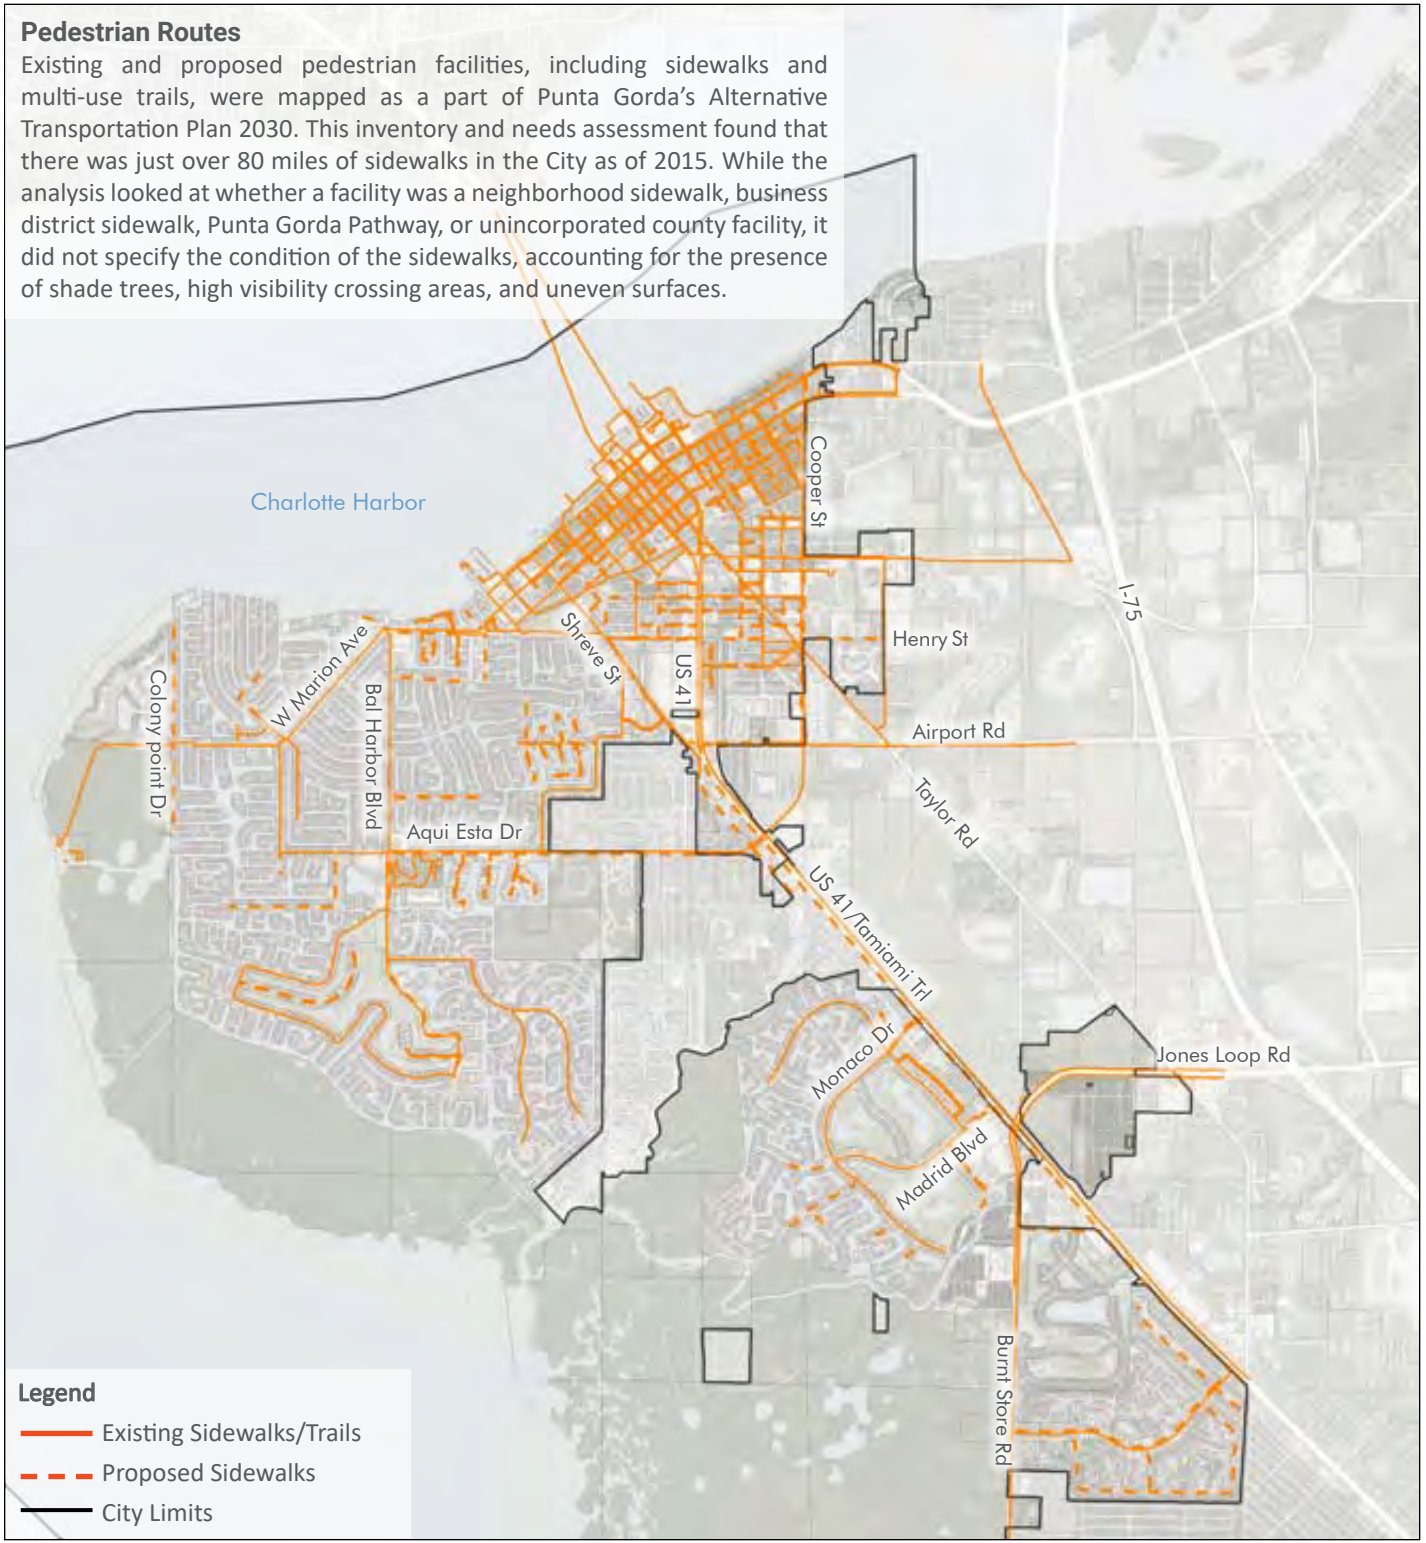 Pedestrian Routes
Existing and proposed pedestrian facilities, including sidewalks and
multi-use trails, were mapped as a part of Punta Gorda's Alternative
Transportation Plan 2030. This inventory and needs assessment found that
there was just over 80 miles of sidewalks in the City as of 2015. While the
analysis looked at whether a facility was a neighborhood sidewalk, business
district sidewalk, Punta Gorda Pathway, or unincorporated county facility, it
did not specify the condition of the sidewalks, accounting for the presence
of shade trees, high visibility crossing areas, and uneven surfaces.
Charlotte Harbor
Cooper St
I-75
Henry St
Shreve St
US 41
W Marion Ave
Colony point Dr
Bal Harbor Blvd
Airport Rd
Taylor Rd
Aqui Esta Dr
US 41/Tamiami Trl
Monaco Dr
Jones Loop Rd
Madrid Blvd
Burnt Store Rd
Legend
Existing Sidewalks/Trails
Proposed Sidewalks
City Limits